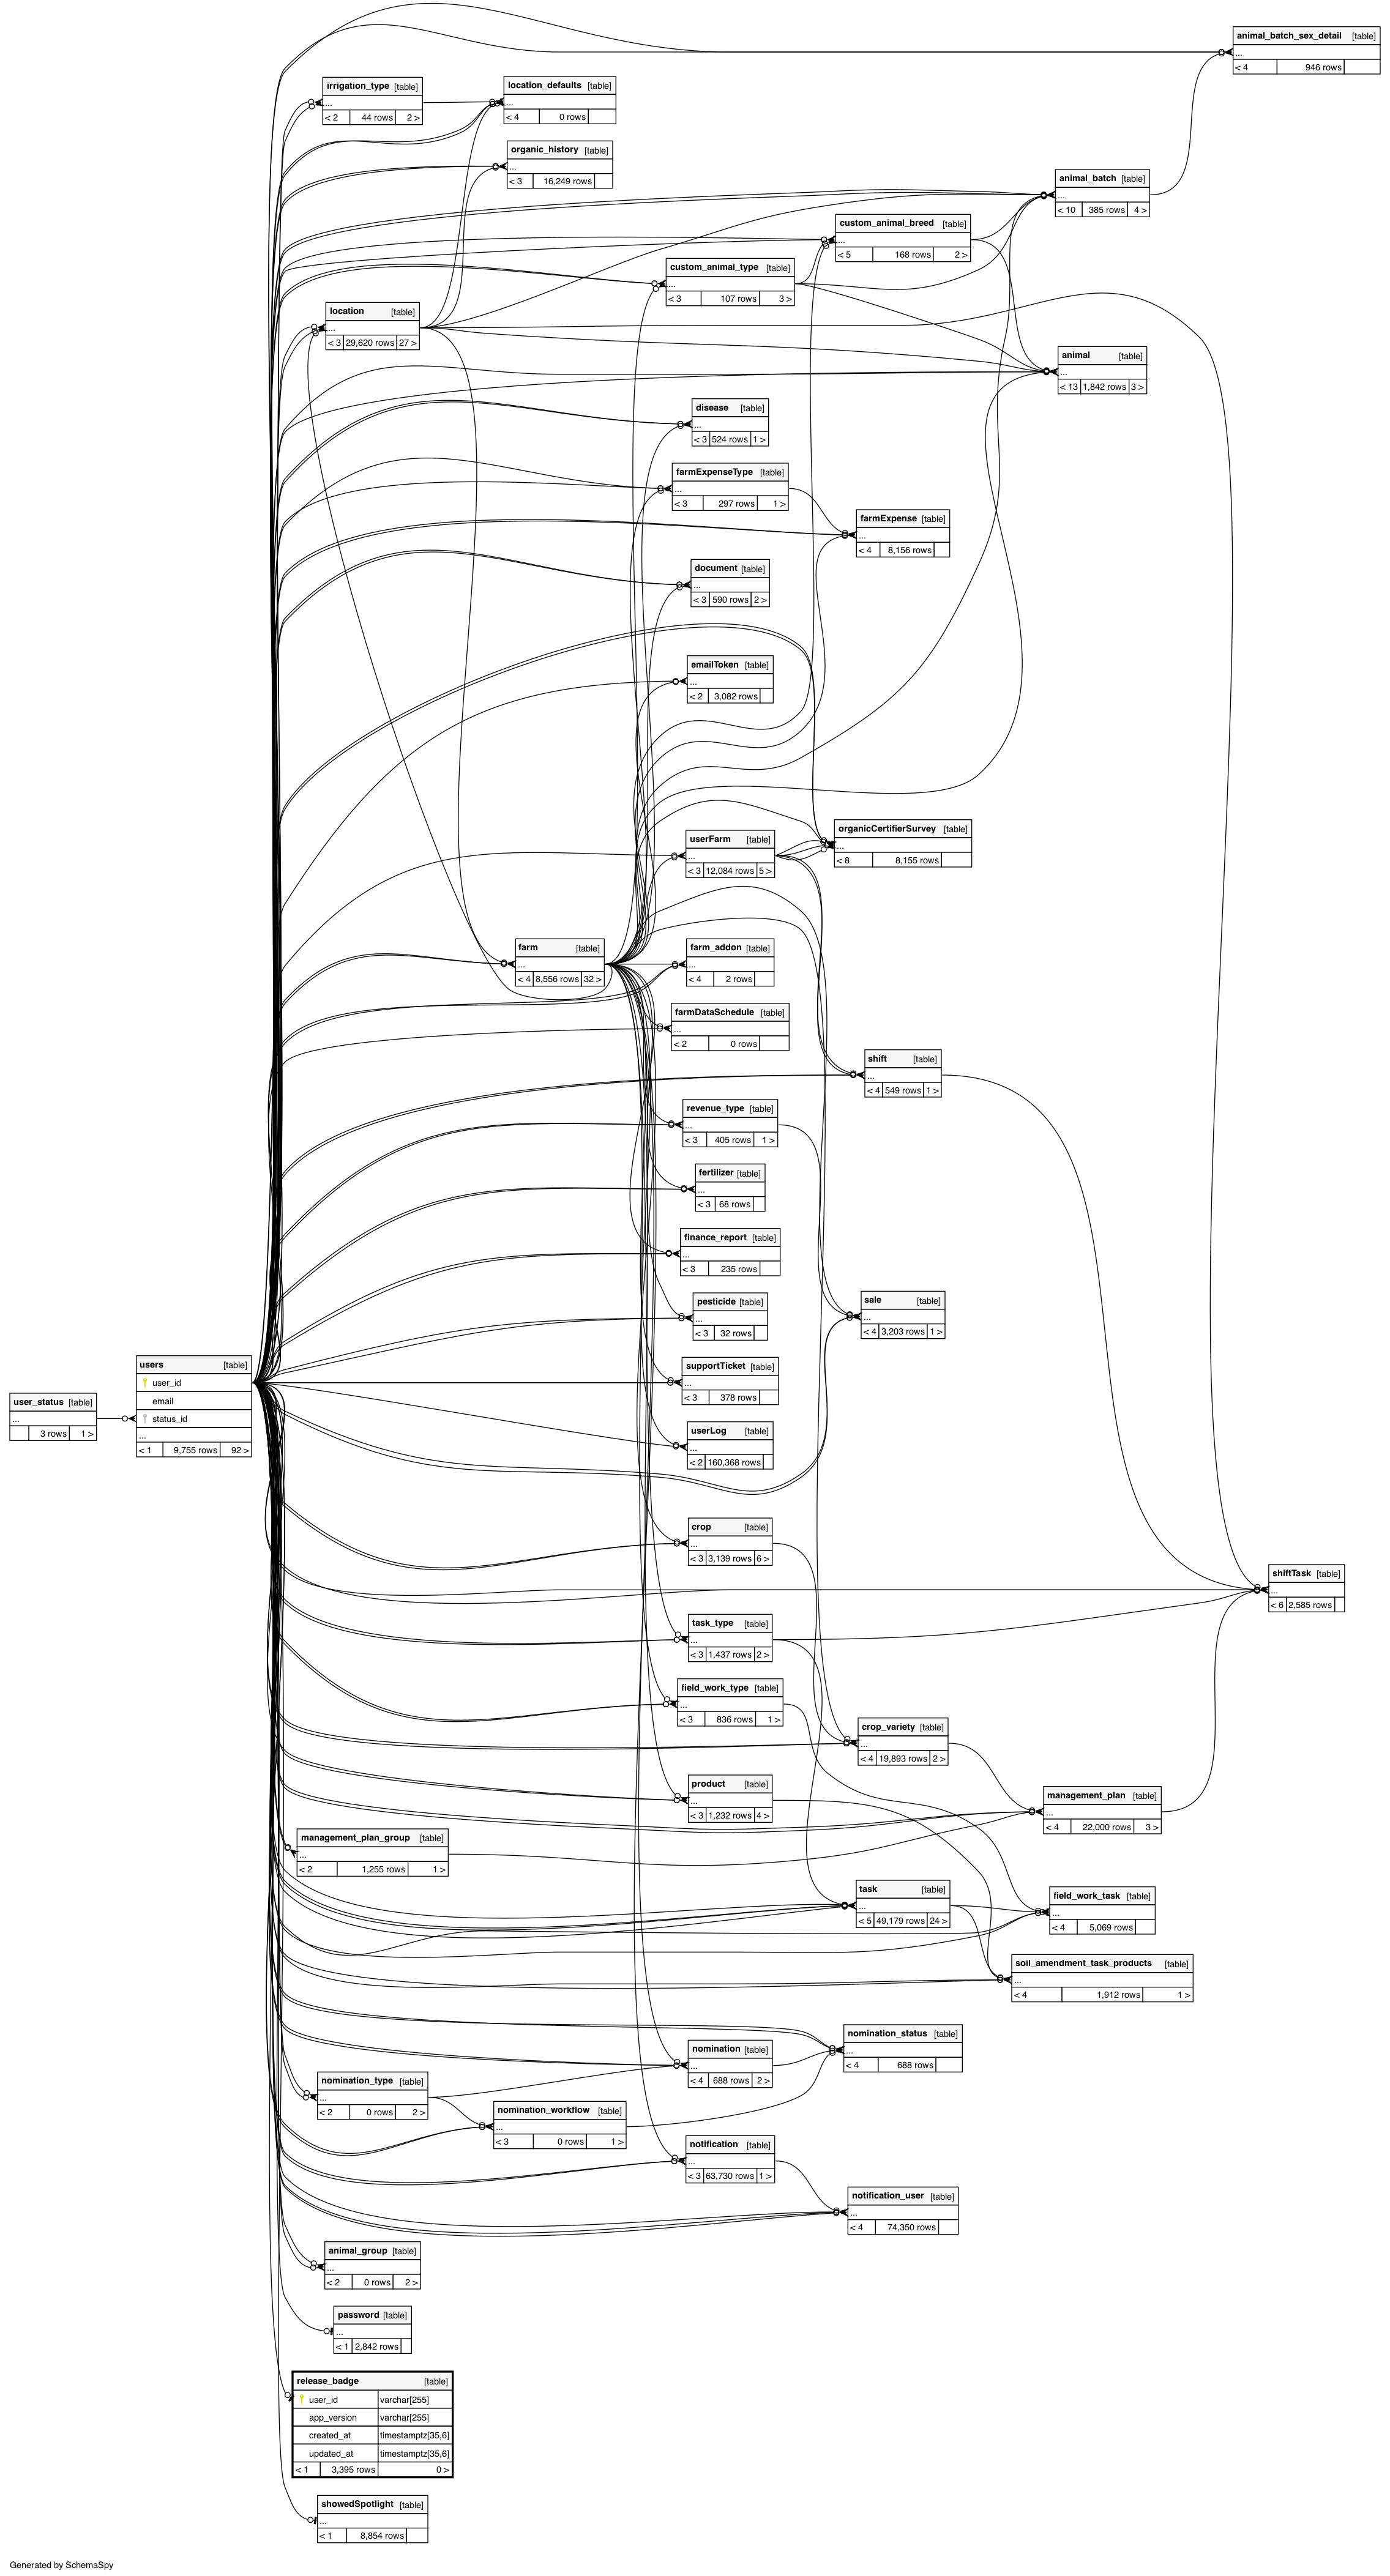 animal_batch_sex_detail [table]
...
< 4 946 rows
irrigation_type [table]
...
< 2 44 rows 2 >
location_defaults [table]
...
< 4 0 rows
organic_history [table]
...
< 3 16,249 rows
animal_batch [table]
...
< 10 385 rows 4 >
custom_animal_breed [table]
...
< 5 168 rows 2 >
custom_animal_type [table]
...
< 3 107 rows 3 >
location [table]
...
< 3 29,620 rows 27 >
animal [table]
...
< 13 1,842 rows 3 >
disease [table]
...
< 3 524 rows 1 >
farmExpenseType [table]
...
< 3 297 rows 1 >
farmExpense [table]
...
< 4 8,156 rows
document [table]
...
< 3 590 rows 2 >
emailToken [table]
...
< 2 3,082 rows
organicCertifierSurvey [table]
...
< 8 8,155 rows
userFarm [table]
...
< 3 12,084 rows 5 >
farm [table]
...
< 4 8,556 rows 32 >
farm_addon [table]
...
< 4 2 rows
farmDataSchedule [table]
...
< 2 0 rows
shift [table]
...
< 4 549 rows 1 >
revenue_type [table]
...
< 3 405 rows 1 >
fertilizer [table]
...
< 3 68 rows
finance_report [table]
...
< 3 235 rows
pesticide [table]
...
< 3 32 rows
sale [table]
...
< 4 3,203 rows 1 >
supportTicket [table]
...
< 3 378 rows
users [table]
user_id
email
status_id
...
< 1 9,755 rows 92 >
user_status [table]
...
3 rows 1 >
userLog [table]
...
< 2 160,368 rows
crop [table]
...
< 3 3,139 rows 6 >
shiftTask [table]
...
< 6 2,585 rows
task_type [table]
...
< 3 1,437 rows 2 >
field_work_type [table]
...
< 3 836 rows 1 >
crop_variety [table]
...
< 4 19,893 rows 2 >
product [table]
...
< 3 1,232 rows 4 >
management_plan [table]
...
< 4 22,000 rows 3 >
management_plan_group [table]
...
< 2 1,255 rows 1 >
task [table]
...
< 5 49,179 rows 24 >
field_work_task [table]
...
< 4 5,069 rows
soil_amendment_task_products [table]
...
< 4 1,912 rows 1 >
nomination_status [table]
...
< 4 688 rows
nomination [table]
...
< 4 688 rows 2 >
nomination_type [table]
...
< 2 0 rows 2 >
nomination_workflow [table]
...
< 3 0 rows 1 >
notification [table]
...
< 3 63,730 rows 1 >
notification_user [table]
...
< 4 74,350 rows
animal_group [table]
...
< 2 0 rows 2 >
password [table]
...
< 1 2,842 rows
release_badge [table]
user_id varchar[255]
app_version varchar[255]
created_at timestamptz[35,6]
updated_at timestamptz[35,6]
< 1 3,395 rows 0 >
showedSpotlight [table]
...
< 1 8,854 rows
Generated by SchemaSpy